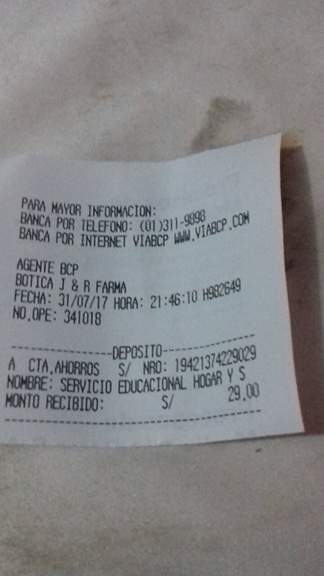 PARA MAYOR INFORMACION:
BANCA POR TELEFONO: (01)311-9898
BANCA POR INTERNET VIABCP WWW.VIABCP.COM
AGENTE BCP
BOTICA J & R FARMA
FECHA: 31/07/17 HORA: 21:46:10 H982649
NO.OPE: 341018
--------------DEPOSITO--------------
A CTA.AHORROS S/ NRO: 19421374229029
NOMBRE: SERVICIO EDUCACIONAL HOGAR Y S
MONTO RECIBIDO: S/ 29.00
------------------------------------